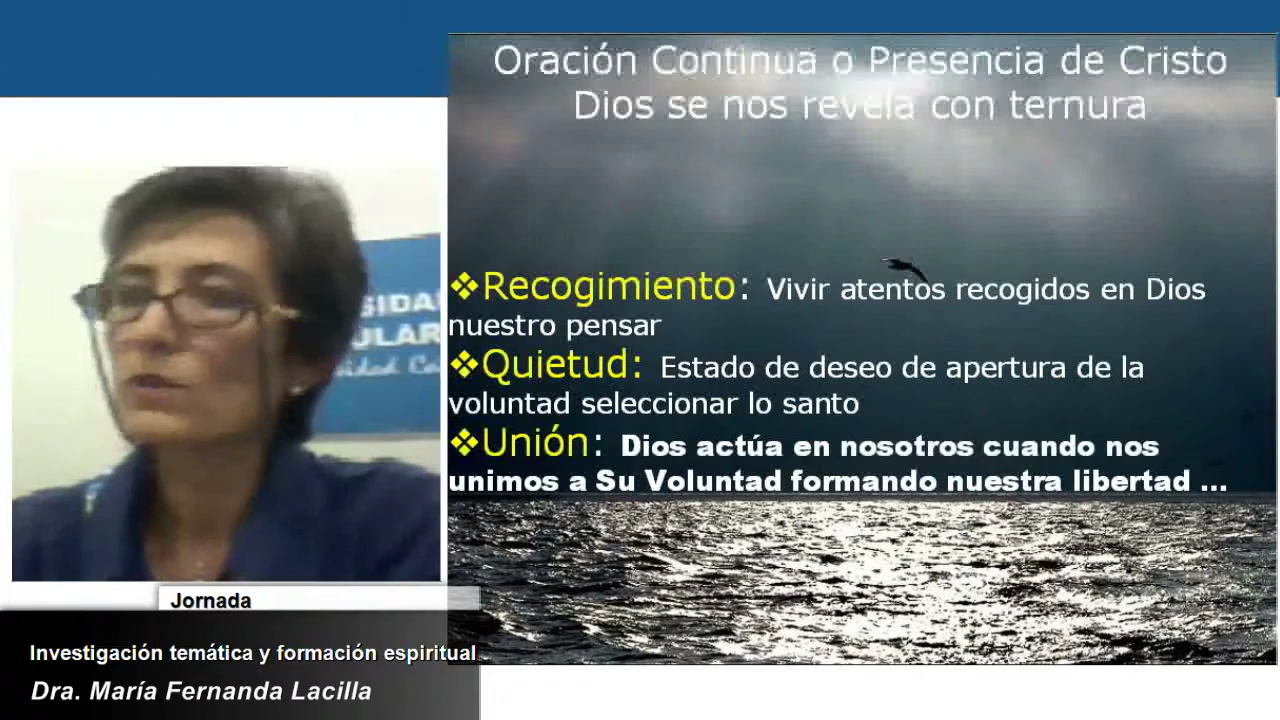 Oración Continua o Presencia de Cristo
Dios se nos revela con ternura
❖Recogimiento: Vivir atentos recogidos en Dios
nuestro pensar
❖Quietud: Estado de deseo de apertura de la
voluntad seleccionar lo santo
❖Unión: Dios actúa en nosotros cuando nos
unimos a Su Voluntad formando nuestra libertad ...
SIDA
ULAR
Jornada
Investigación temática y formación espiritual
Dra. María Fernanda Lacilla